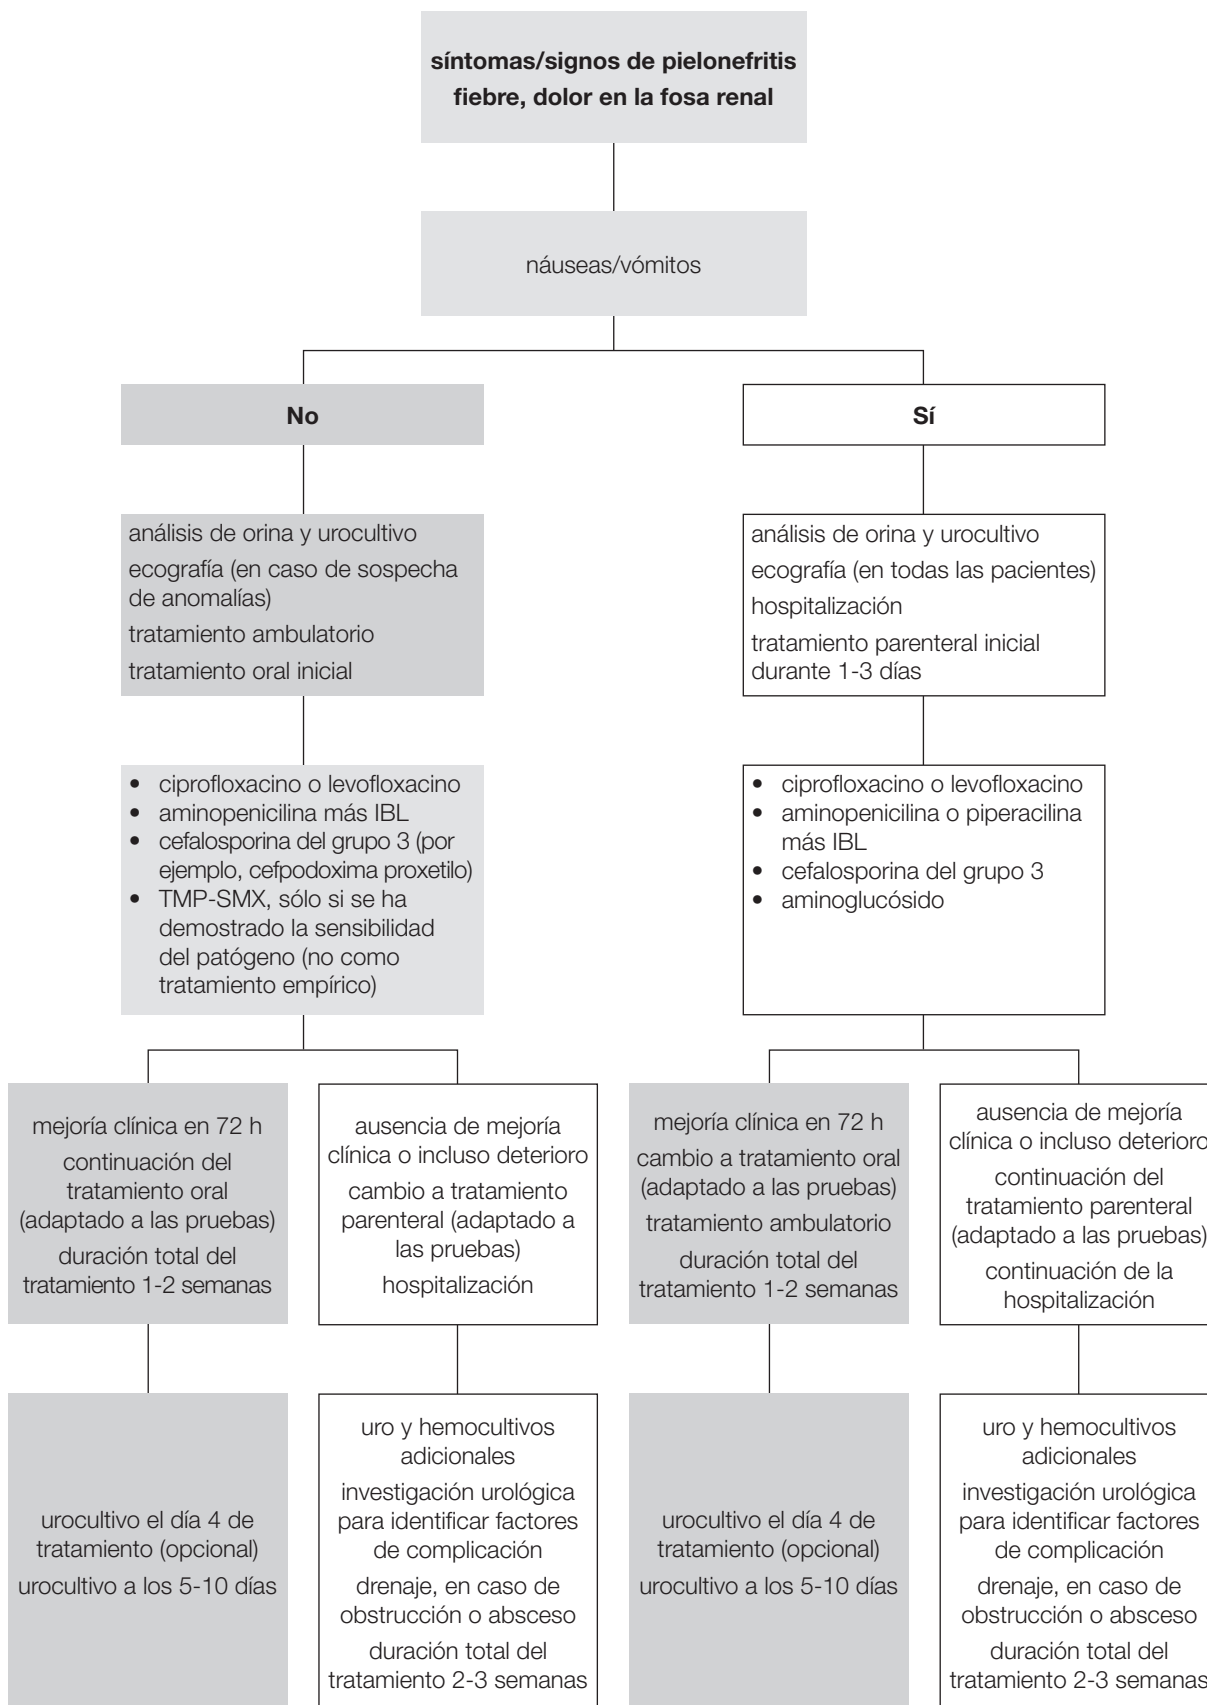 síntomas/signos de pielonefritis
fiebre, dolor en la fosa renal
náuseas/vómitos
No
Sí
análisis de orina y urocultivo
ecografía (en caso de sospecha
de anomalías)
tratamiento ambulatorio
tratamiento oral inicial
análisis de orina y urocultivo
ecografía (en todas las pacientes)
hospitalización
tratamiento parenteral inicial
durante 1-3 días
• ciprofloxacino o levofloxacino
• aminopenicilina más IBL
• cefalosporina del grupo 3 (por
ejemplo, cefpodoxima proxetilo)
• TMP-SMX, sólo si se ha
demostrado la sensibilidad
del patógeno (no como
tratamiento empírico)
• ciprofloxacino o levofloxacino
• aminopenicilina o piperacilina
más IBL
• cefalosporina del grupo 3
• aminoglucósido
mejoría clínica en 72 h
continuación del
tratamiento oral
(adaptado a las pruebas)
duración total del
tratamiento 1-2 semanas
ausencia de mejoría
clínica o incluso deterioro
cambio a tratamiento
parenteral (adaptado a
las pruebas)
hospitalización
mejoría clínica en 72 h
cambio a tratamiento oral
(adaptado a las pruebas)
tratamiento ambulatorio
duración total del
tratamiento 1-2 semanas
ausencia de mejoría
clínica o incluso deterioro
continuación del
tratamiento parenteral
(adaptado a las pruebas)
continuación de la
hospitalización
urocultivo el día 4 de
tratamiento (opcional)
urocultivo a los 5-10 días
uro y hemocultivos
adicionales
investigación urológica
para identificar factores
de complicación
drenaje, en caso de
obstrucción o absceso
duración total del
tratamiento 2-3 semanas
urocultivo el día 4 de
tratamiento (opcional)
urocultivo a los 5-10 días
uro y hemocultivos
adicionales
investigación urológica
para identificar factores
de complicación
drenaje, en caso de
obstrucción o absceso
duración total del
tratamiento 2-3 semanas